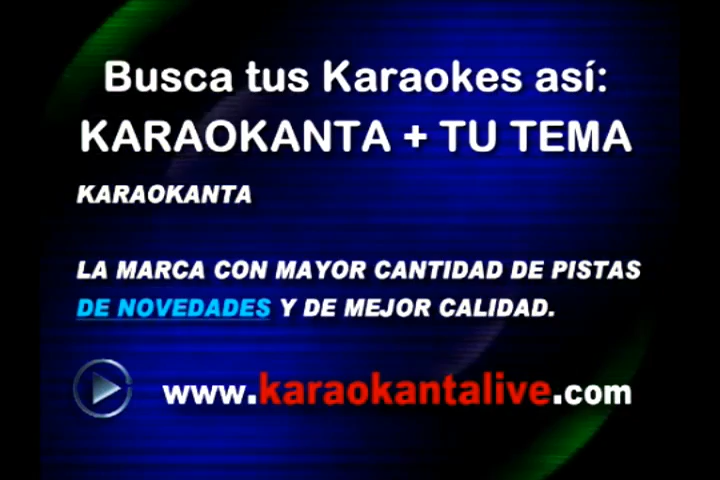 Busca tus Karaokes así:
KARAOKANTA + TU TEMA
KARAOKANTA
LA MARCA CON MAYOR CANTIDAD DE PISTAS
DE NOVEDADES Y DE MEJOR CALIDAD.
www.karaokantalive.com